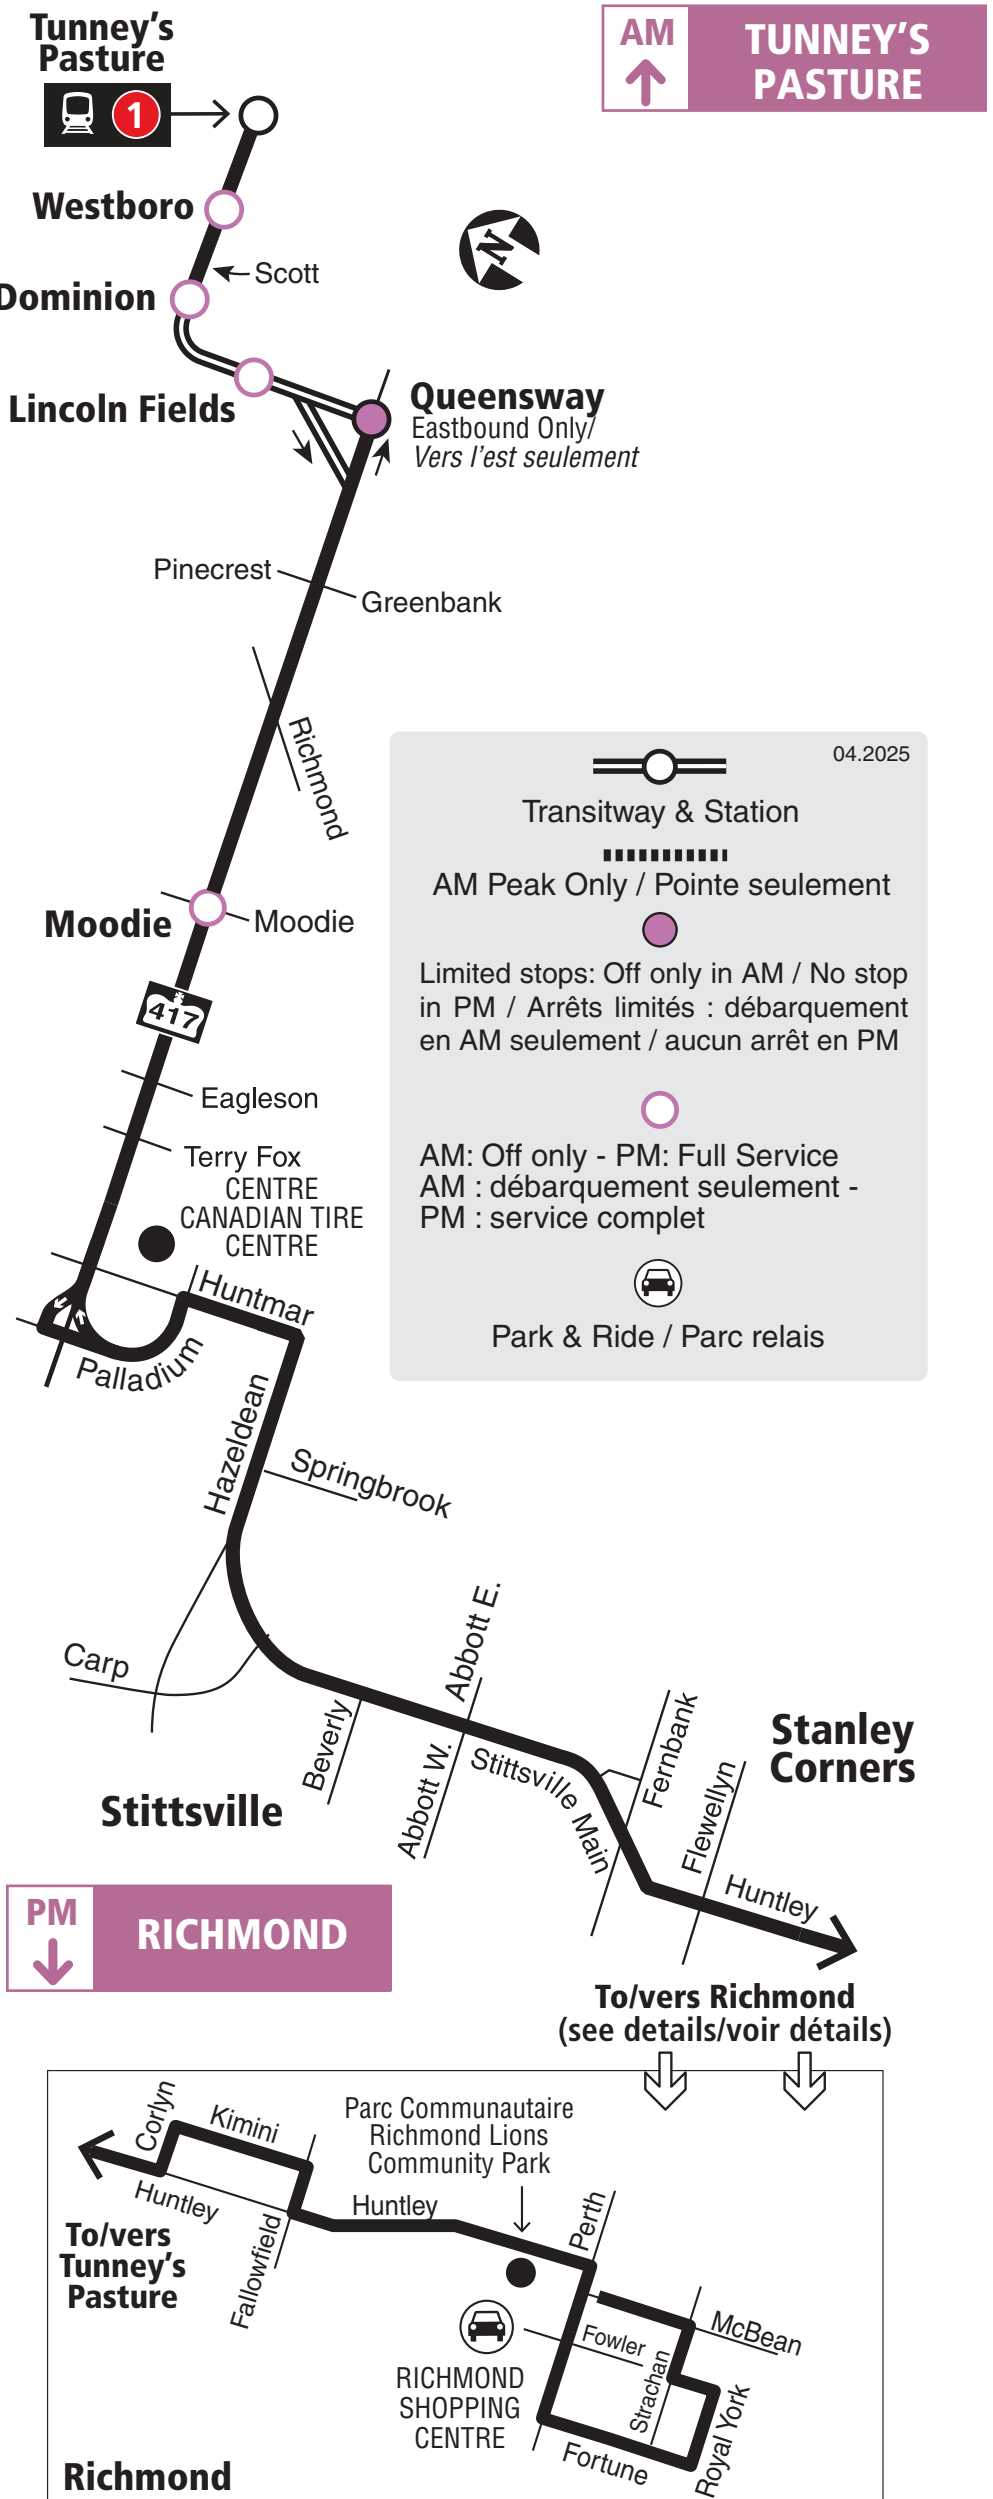 Tunney's
Pasture
1
AM
TUNNEY'S
PASTURE
Westboro
N
Scott
Dominion
Lincoln Fields
Queensway
Eastbound Only/
Vers l'est seulement
Pinecrest
Greenbank
Richmond
04.2025
Transitway & Station
AM Peak Only / Pointe seulement
Limited stops: Off only in AM / No stop
in PM / Arrêts limités : débarquement
en AM seulement / aucun arrêt en PM
AM: Off only - PM: Full Service
AM : débarquement seulement -
PM : service complet
Park & Ride / Parc relais
Moodie
Moodie
417
Eagleson
Terry Fox
CENTRE
CANADIAN TIRE
CENTRE
Huntmar
Palladium
Hazeldean
Springbrook
Carp
Abbott E.
Beverly
Abbott W.
Stittsville Main
Fernbank
Flewellyn
Stanley
Corners
Stittsville
Huntley
PM
RICHMOND
To/vers Richmond
(see details/voir détails)
Corlyn
Kimini
Parc Communautaire
Richmond Lions
Community Park
Huntley
Huntley
Perth
To/vers
Tunney's
Pasture
Fallowfield
McBean
Fowler
Strachan
RICHMOND
SHOPPING
CENTRE
Royal York
Fortune
Richmond